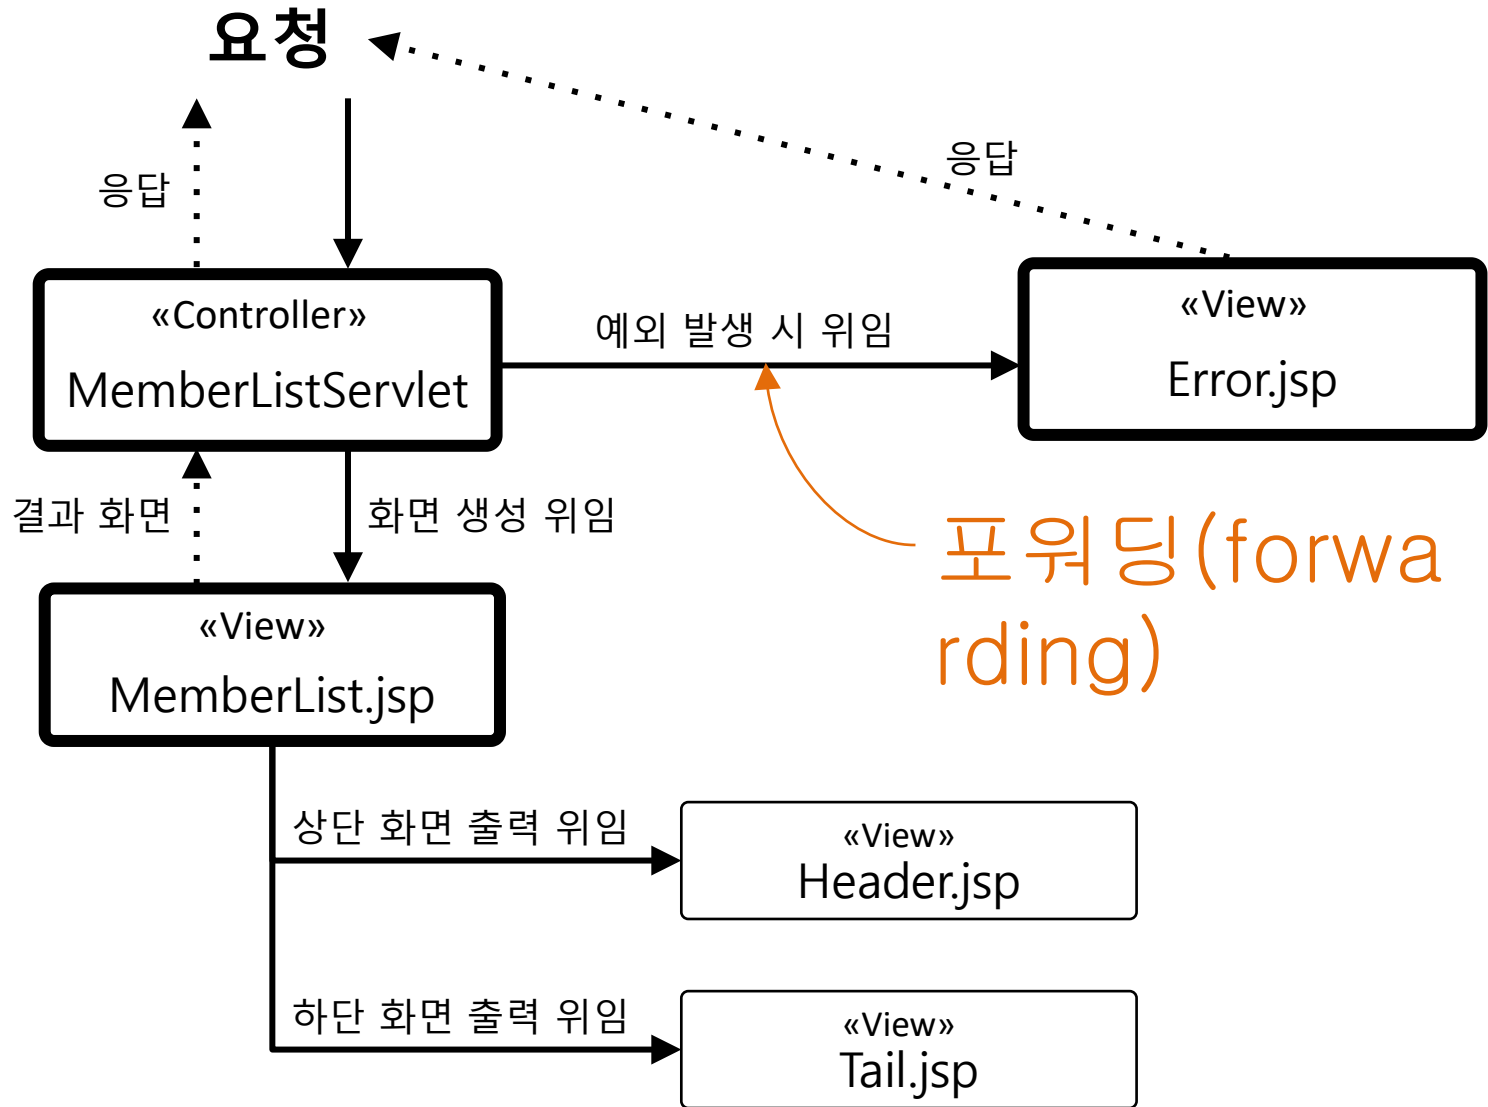 요청
응답
응답
«Controller»
MemberListServlet
예외 발생 시 위임
«View»
Error.jsp
결과 화면
화면 생성 위임
포워딩(forwa
rding)
«View»
MemberList.jsp
상단 화면 출력 위임
«View»
Header.jsp
하단 화면 출력 위임
«View»
Tail.jsp